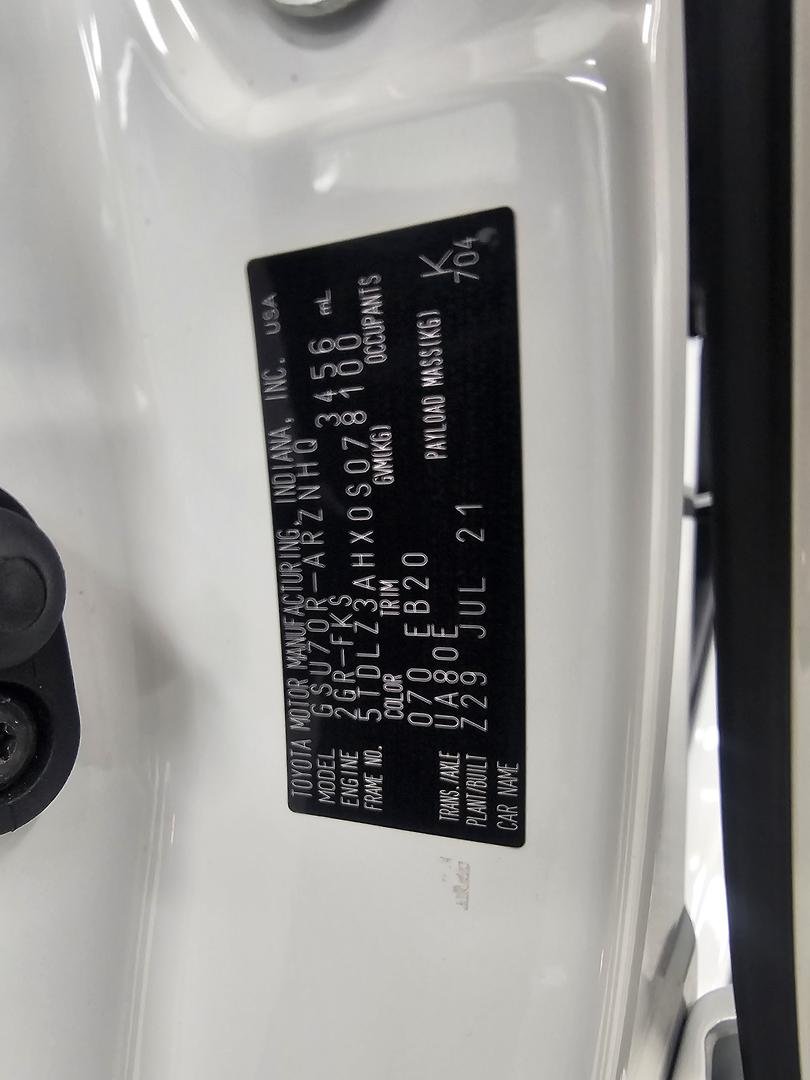 TOYOTA MOTOR MANUFACTURING, INDIANA, INC. USA
MODEL GSU70R-ARZNHQ 3456 mL
ENGINE 2GR-FKS
FRAME NO. 5TDLZ3AHX0S078100
COLOR TRIM GVM(KG) OCCUPANTS
070 EB20
TRANS./AXLE UA80E PAYLOAD MASS(KG) K
PLANT/BUILT Z29 JUL 21 704
CAR NAME